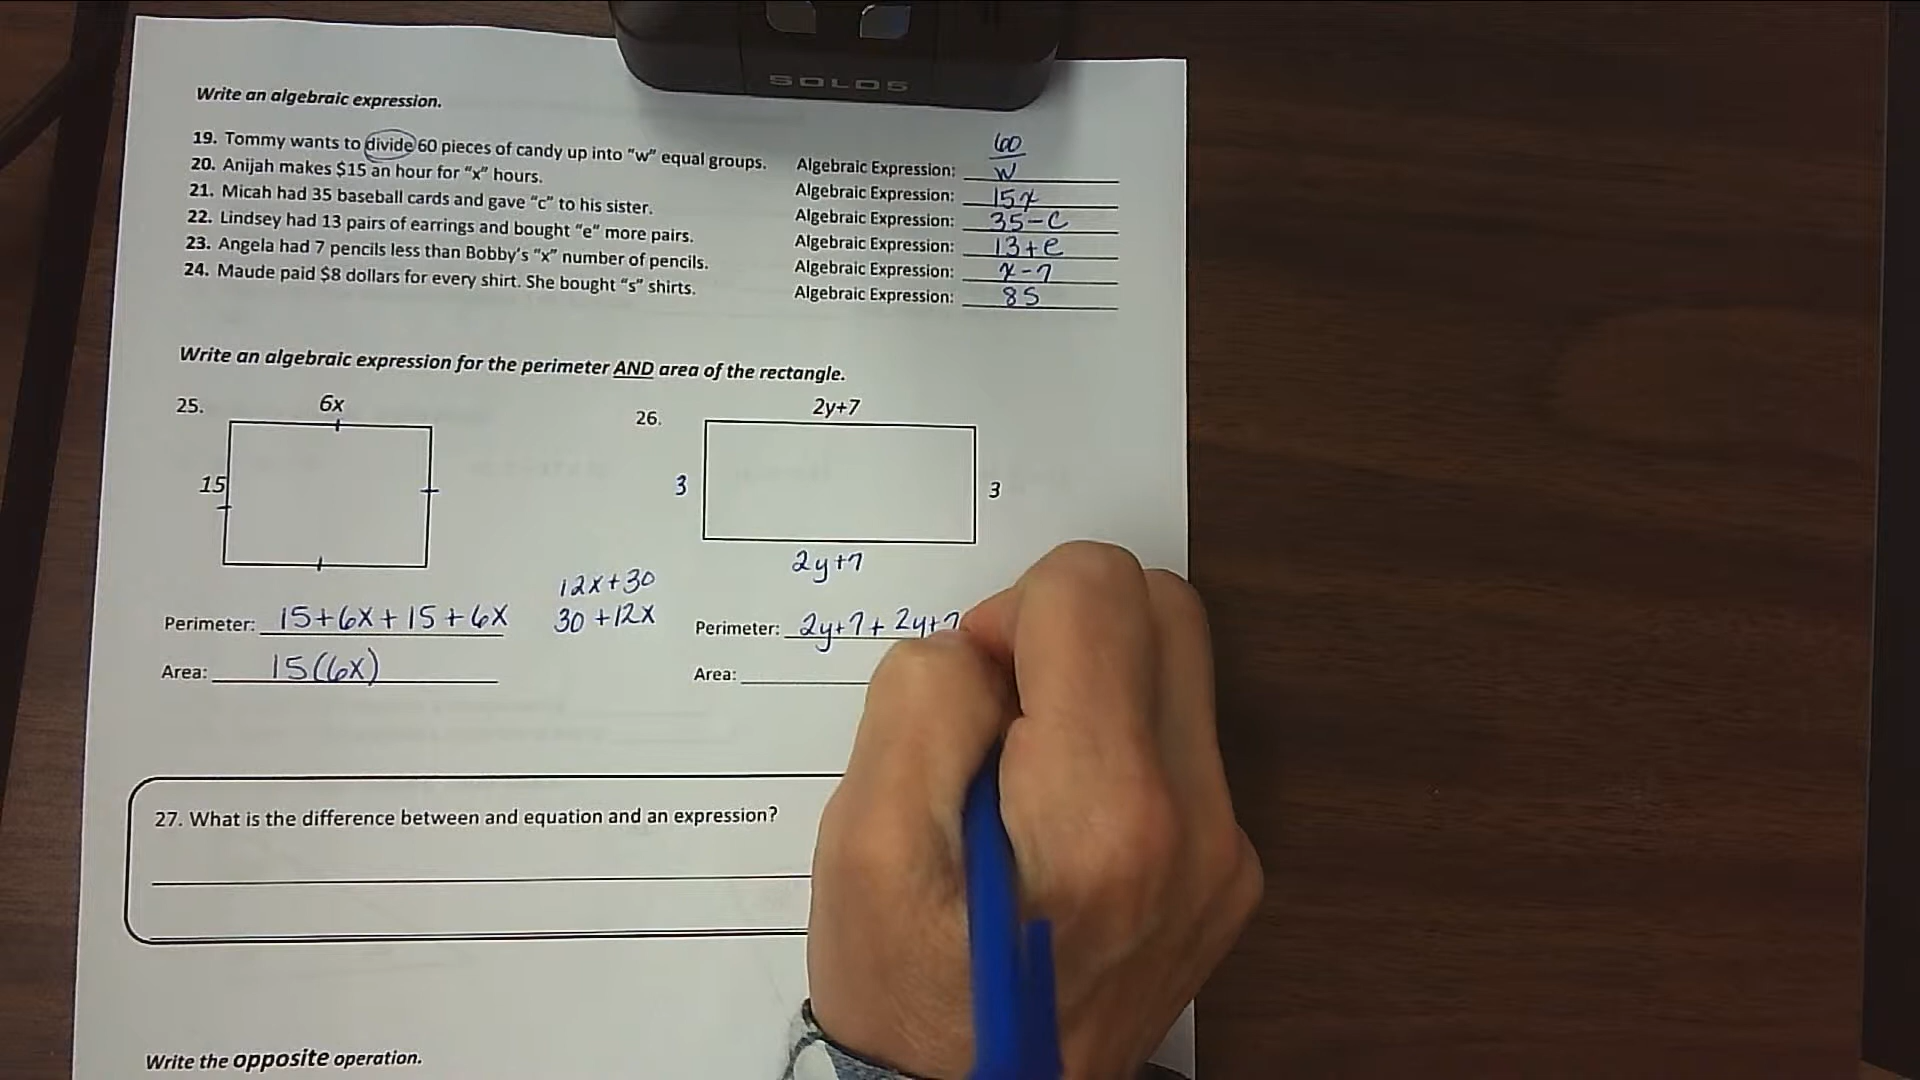 SOLO5
Write an algebraic expression.
19. Tommy wants to divide 60 pieces of candy up into "w" equal groups.
20. Anijah makes $15 an hour for "x" hours.
21. Micah had 35 baseball cards and gave "c" to his sister.
22. Lindsey had 13 pairs of earrings and bought "e" more pairs.
23. Angela had 7 pencils less than Bobby's "x" number of pencils.
24. Maude paid $8 dollars for every shirt. She bought "s" shirts.
Algebraic Expression: 60/w
Algebraic Expression: 15x
Algebraic Expression: 35-c
Algebraic Expression: 13+e
Algebraic Expression: x-7
Algebraic Expression: 8s
Write an algebraic expression for the perimeter AND area of the rectangle.
25.
6x
15
Perimeter: 15+6x+15+6x
12x+30
30+12x
Area: 15(6x)
26.
2y+7
3
3
2y+7
Perimeter: 2y+7+2y+7
Area:
27. What is the difference between and equation and an expression?
Write the opposite operation.